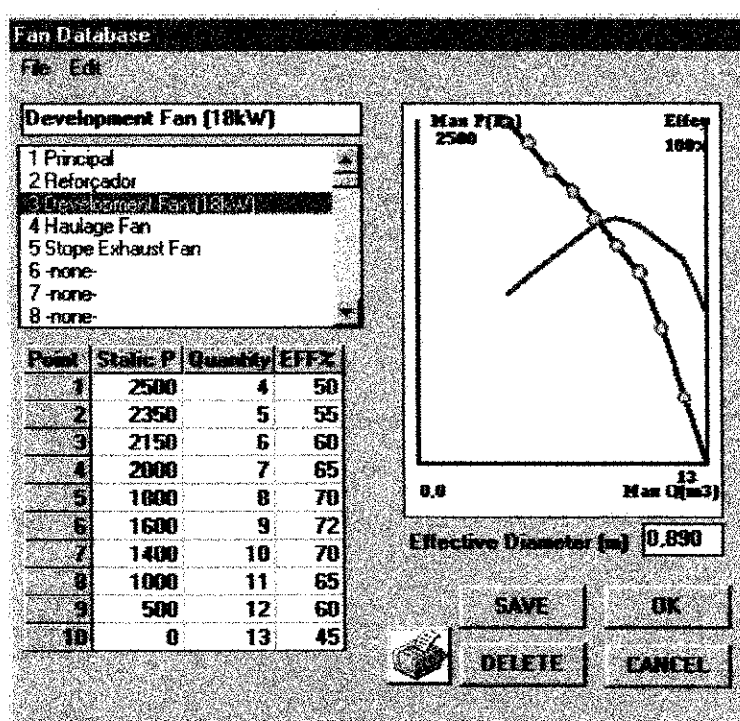 Fan Database
File Edit
Development Fan (18kW)
1 Principal
2 Reforçador
3 Development Fan (18kW)
4 Haulage Fan
5 Stope Exhaust Fan
6 -none-
7 -none-
8 -none-
Point Static P Quantity EFF%
1 2500 4 50
2 2350 5 55
3 2150 6 60
4 2000 7 65
5 1800 8 70
6 1600 9 72
7 1400 10 70
8 1000 11 65
9 500 12 60
10 0 13 45
Max P(Pa)
2500
100%
0,0
13
Max Q(m3)
Effective Diameter (m) 0,890
SAVE OK
DELETE CANCEL